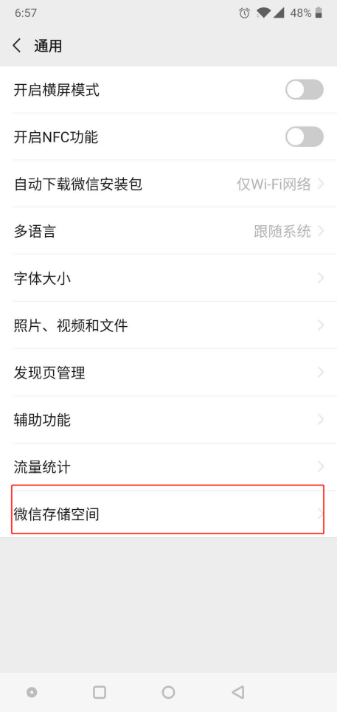 6:57
48%
通用
开启横屏模式
开启NFC功能
自动下载微信安装包 仅Wi-Fi网络
多语言 跟随系统
字体大小
照片、视频和文件
发现页管理
辅助功能
流量统计
微信存储空间